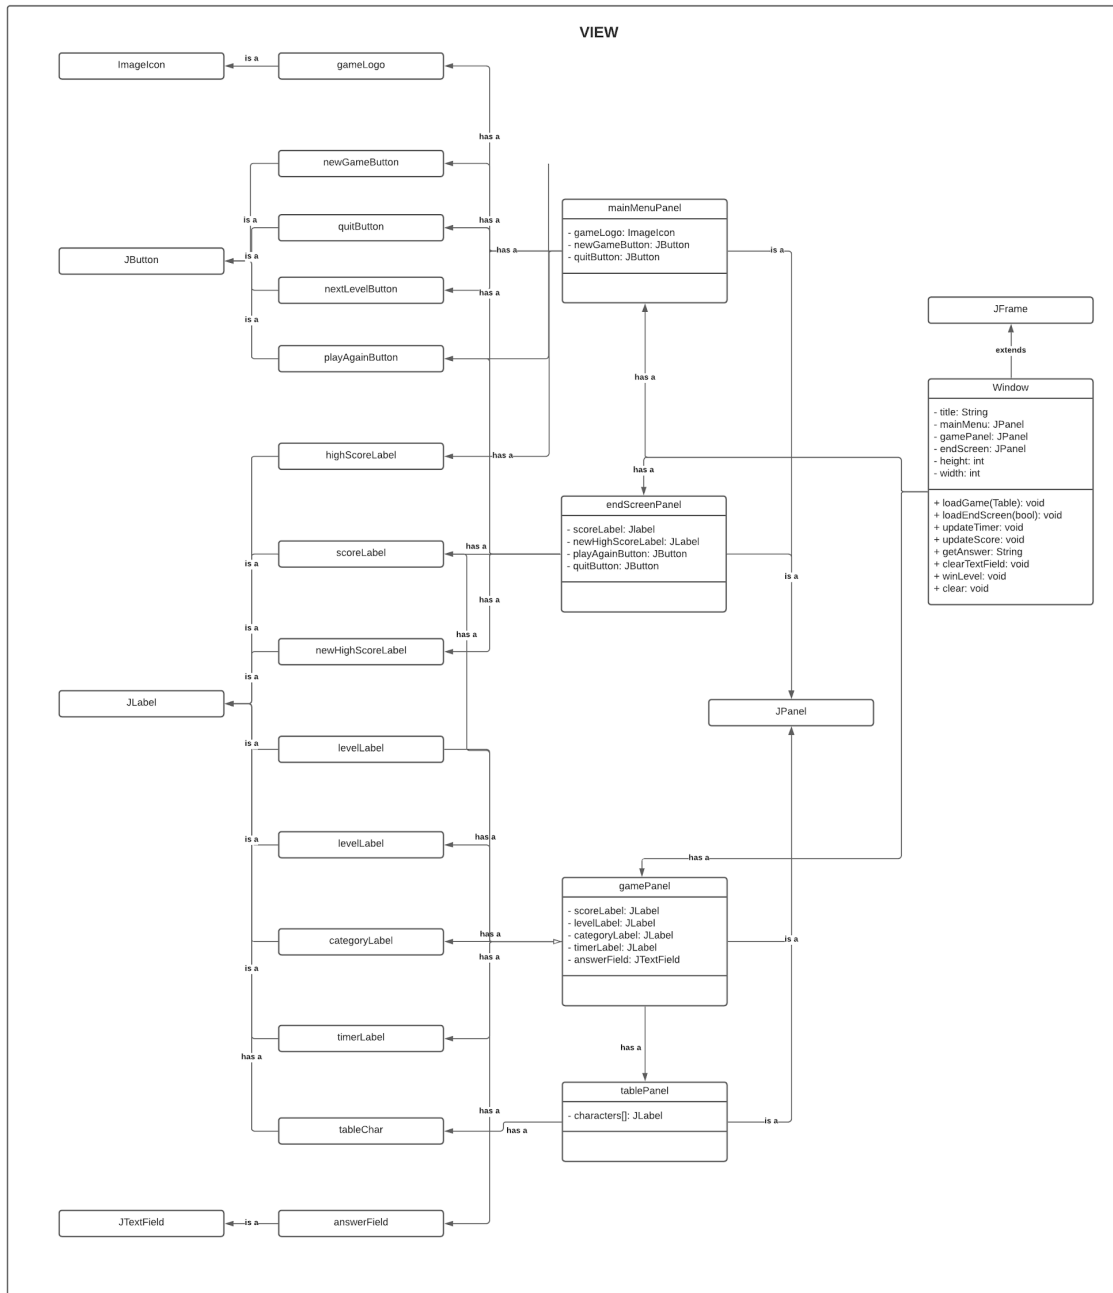 VIEW
ImageIcon
is a
gameLogo
has a
newGameButton
is a
quitButton
has a
mainMenuPanel
- gameLogo: ImageIcon
- newGameButton: JButton
- quitButton: JButton
has a
is a
JButton
is a
nextLevelButton
has a
is a
playAgainButton
JFrame
extends
has a
Window
- title: String
- mainMenu: JPanel
- gamePanel: JPanel
- endScreen: JPanel
- height: int
- width: int
+ loadGame(Table): void
+ loadEndScreen(bool): void
+ updateTimer: void
+ updateScore: void
+ getAnswer: String
+ clearTextField: void
+ winLevel: void
+ clear: void
highScoreLabel
has a
has a
endScreenPanel
- scoreLabel: Jlabel
- newHighScoreLabel: JLabel
- playAgainButton: JButton
- quitButton: JButton
scoreLabel
has a
is a
is a
has a
is a
has a
newHighScoreLabel
is a
JLabel
JPanel
is a
levelLabel
is a
levelLabel
has a
has a
gamePanel
- scoreLabel: JLabel
- levelLabel: JLabel
- categoryLabel: JLabel
- timerLabel: JLabel
- answerField: JTextField
categoryLabel
has a
is a
has a
is a
timerLabel
has a
has a
tablePanel
- characters[]: JLabel
has a
is a
tableChar
has a
JTextField
is a
answerField